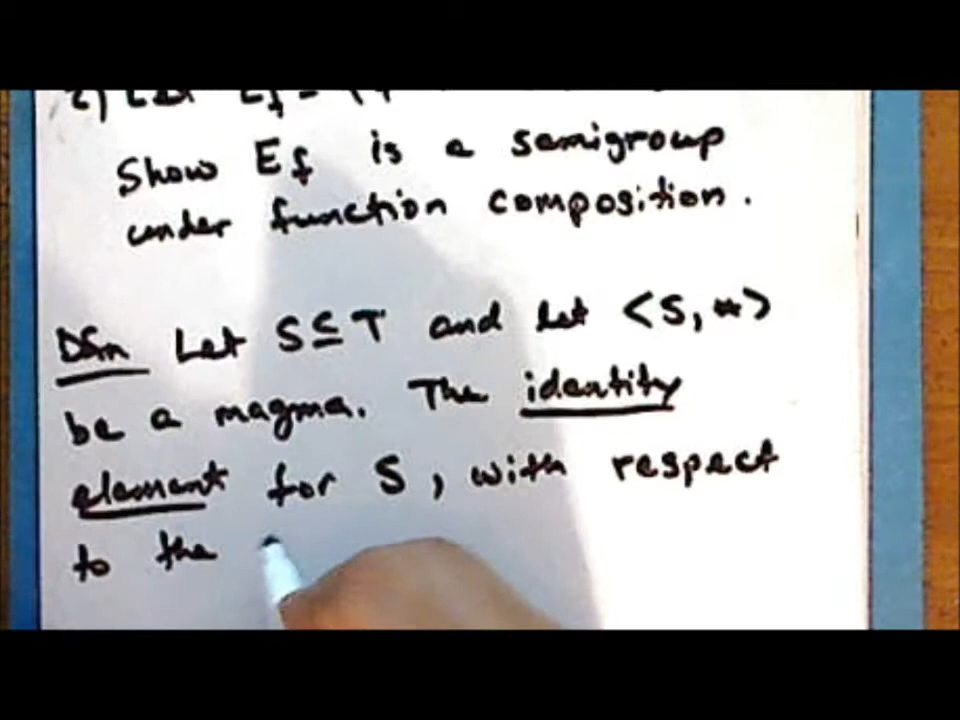 Show Ef is a semigroup
under function composition.
Dfn Let S ⊆ T and let <S, *>
be a magma. The identity
element for S, with respect
to the